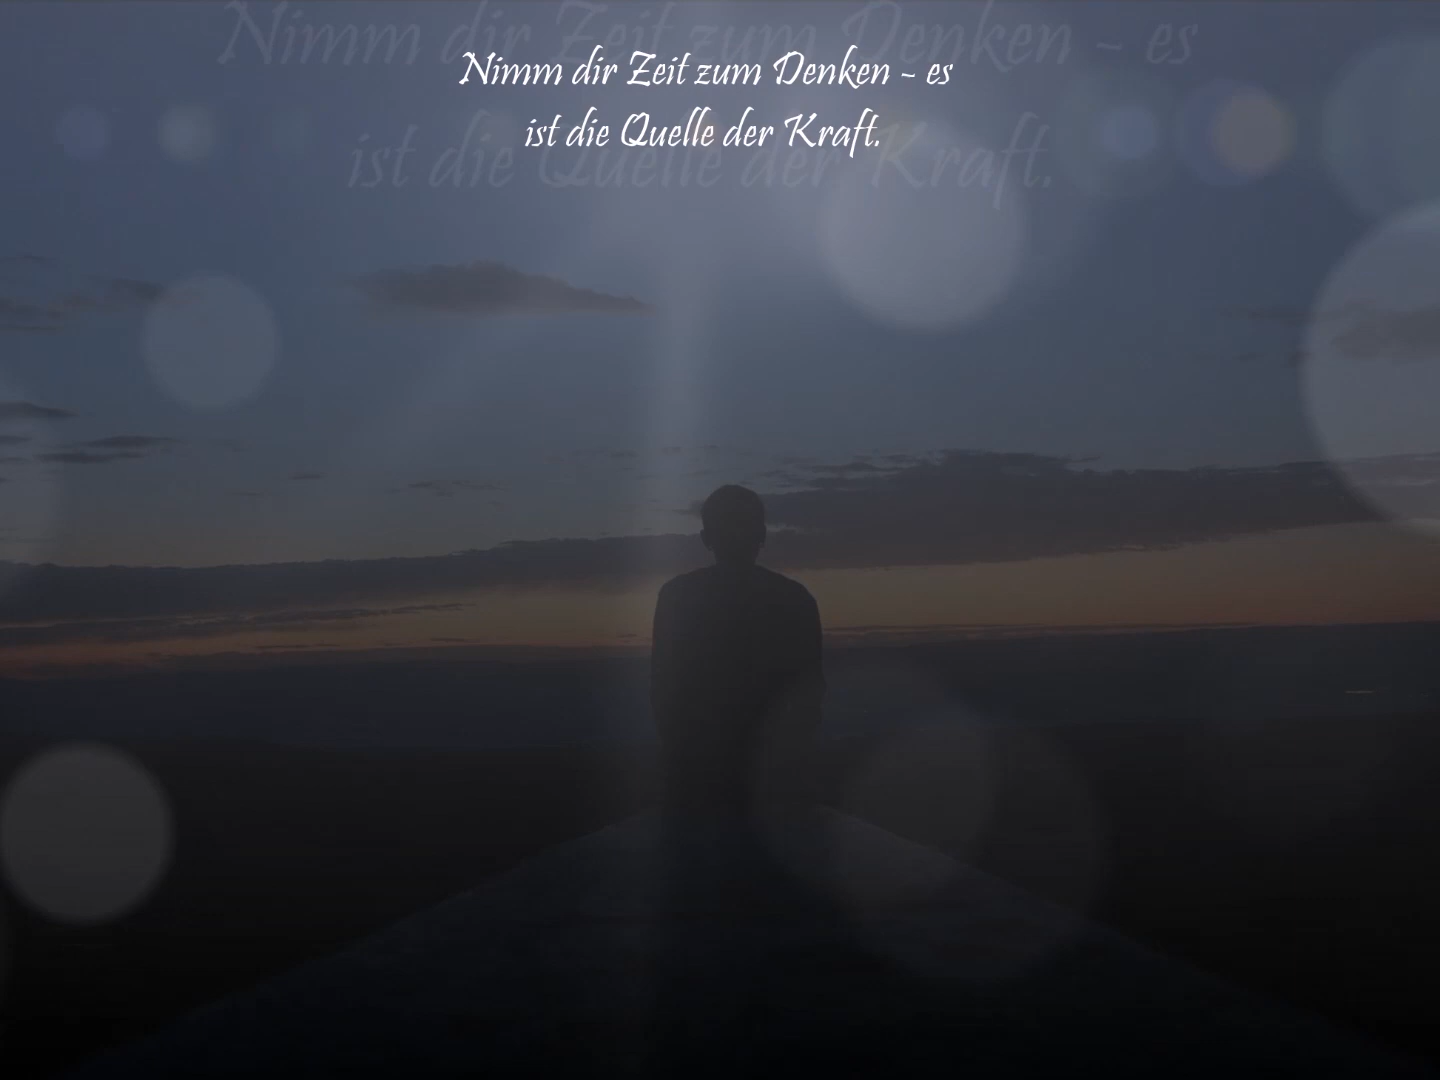 Nimm dir Zeit zum Denken - es
ist die Quelle der Kraft.